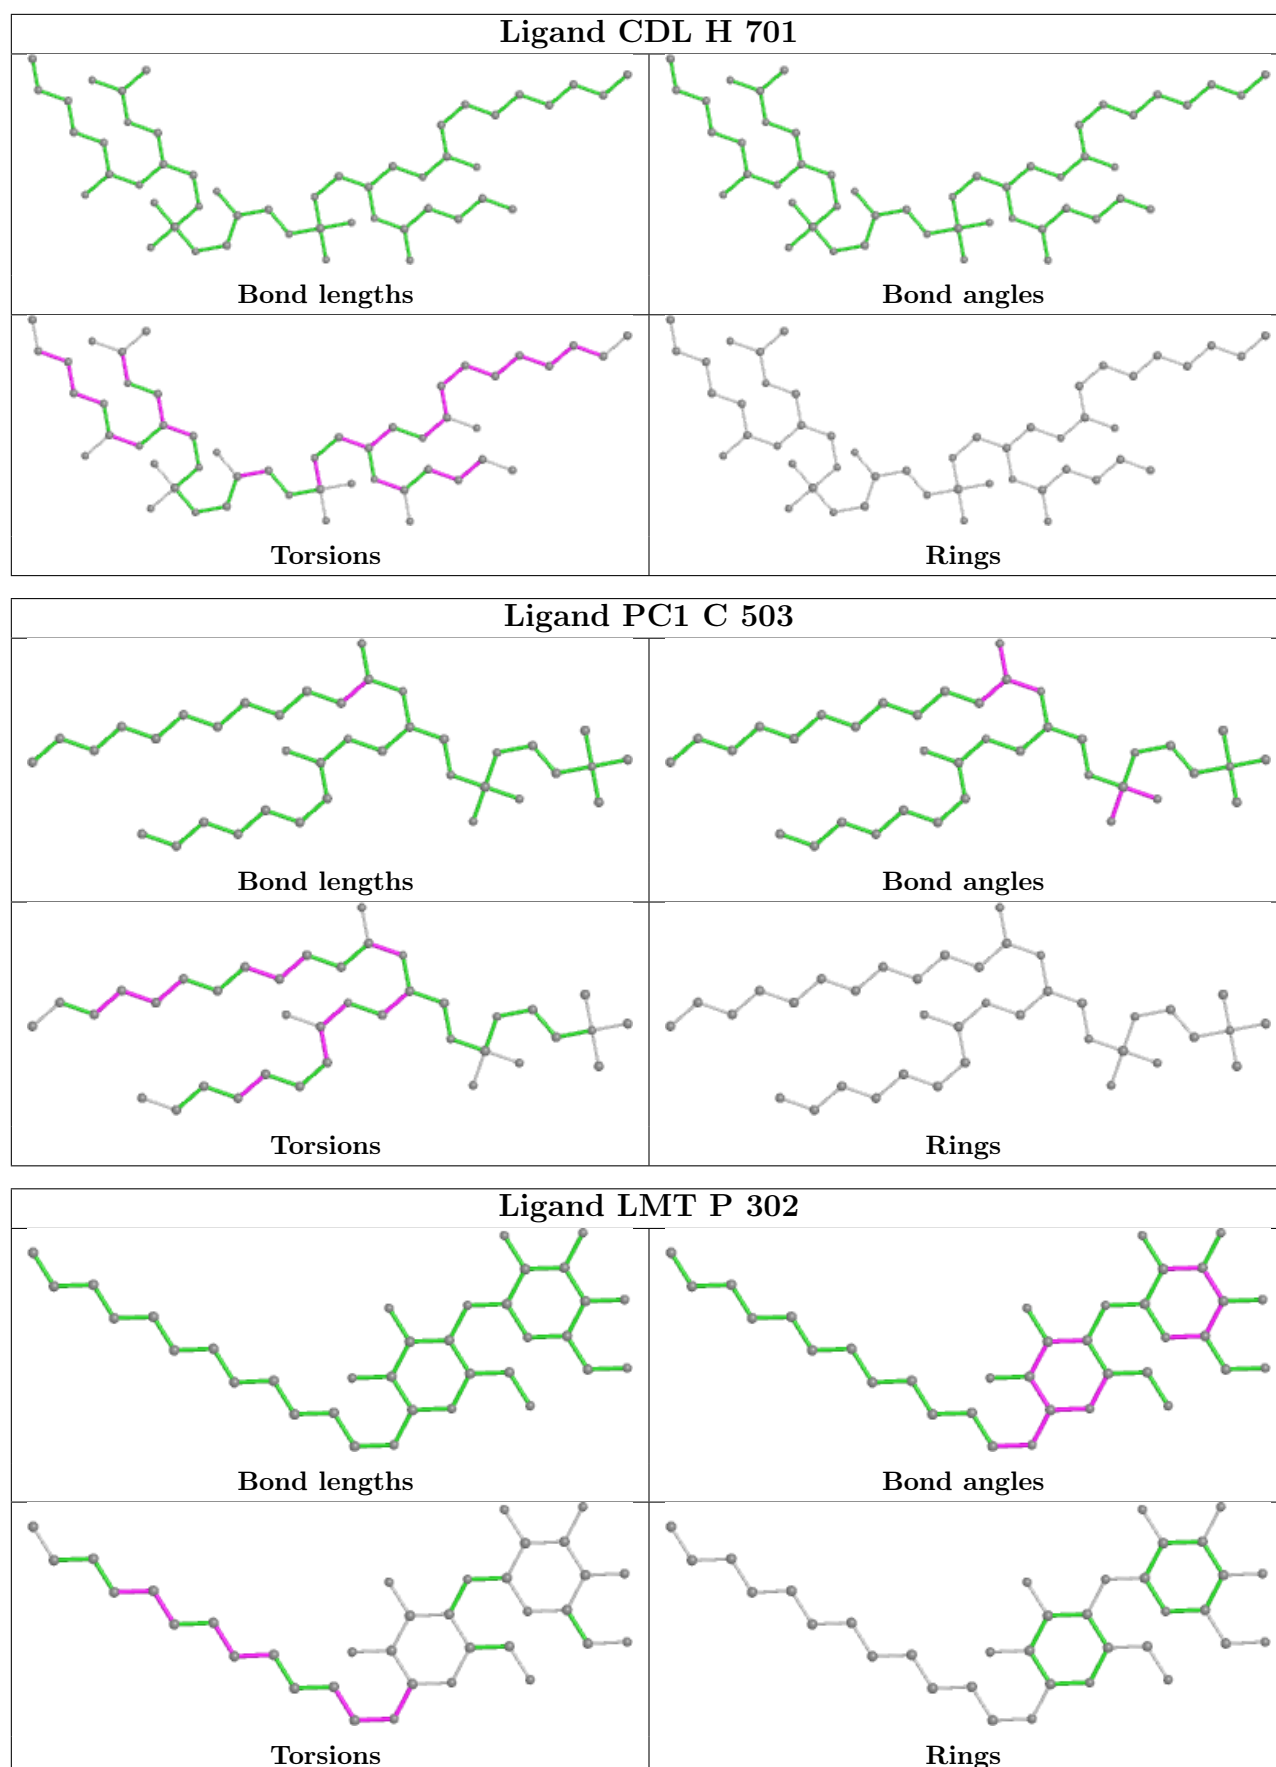 Ligand CDL H 701
Bond lengths
Bond angles
Torsions
Rings
Ligand PC1 C 503
Bond lengths
Bond angles
Torsions
Rings
Ligand LMT P 302
Bond lengths
Bond angles
Torsions
Rings